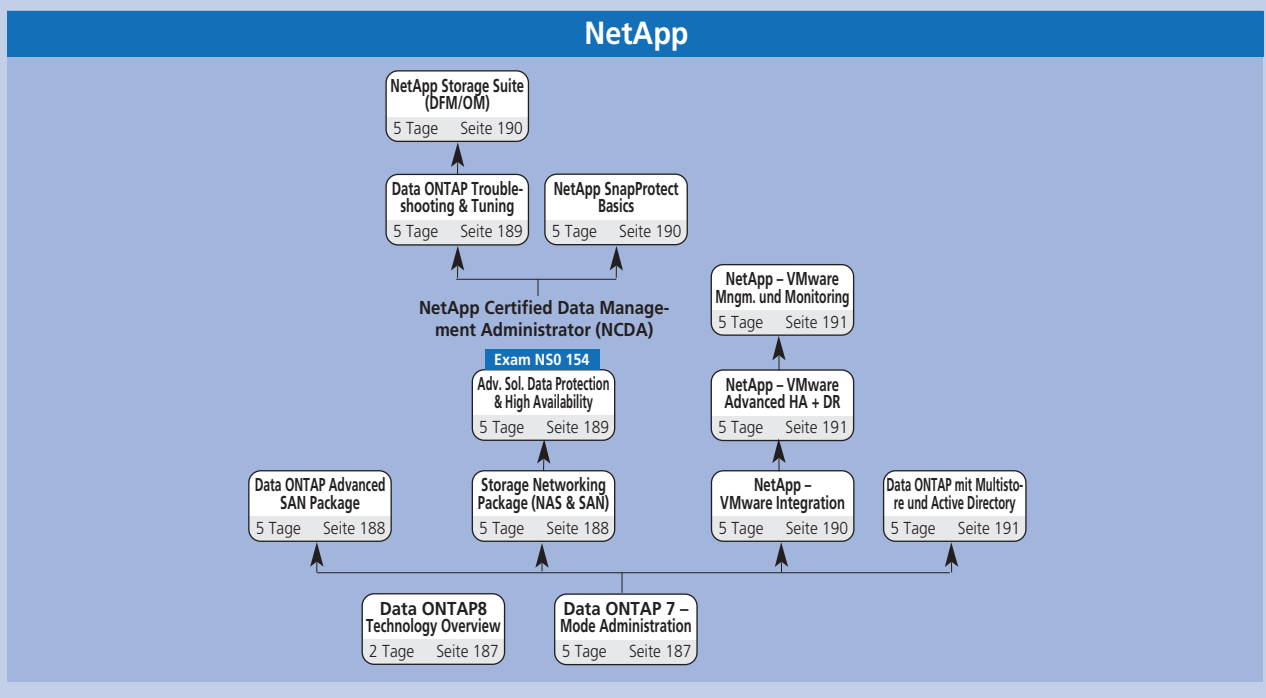 NetApp
NetApp Storage Suite
(DFM/OM)
5 Tage Seite 190
Data ONTAP Trouble-
shooting & Tuning
5 Tage Seite 189
NetApp SnapProtect
Basics
5 Tage Seite 190
NetApp – VMware
Mngm. und Monitoring
5 Tage Seite 191
NetApp Certified Data Manage-
ment Administrator (NCDA)
Exam NS0 154
Adv. Sol. Data Protection
& High Availability
5 Tage Seite 189
NetApp – VMware
Advanced HA + DR
5 Tage Seite 191
Data ONTAP Advanced
SAN Package
5 Tage Seite 188
Storage Networking
Package (NAS & SAN)
5 Tage Seite 188
NetApp –
VMware Integration
5 Tage Seite 190
Data ONTAP mit Multisto-
re und Active Directory
5 Tage Seite 191
Data ONTAP8
Technology Overview
2 Tage Seite 187
Data ONTAP 7 –
Mode Administration
5 Tage Seite 187